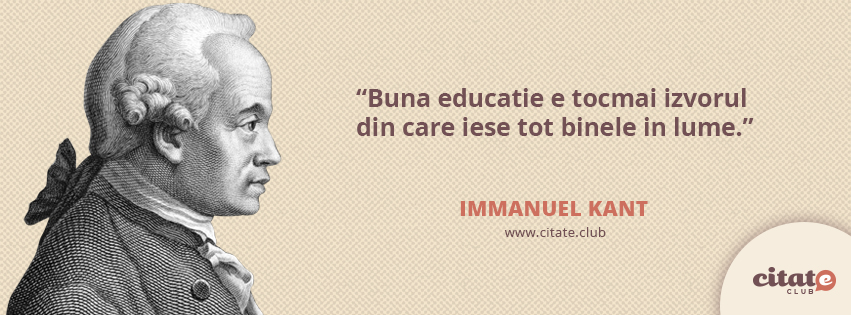 “Buna educatie e tocmai izvorul
din care iese tot binele in lume.”
IMMANUEL KANT
www.citate.club
citate
CLUB